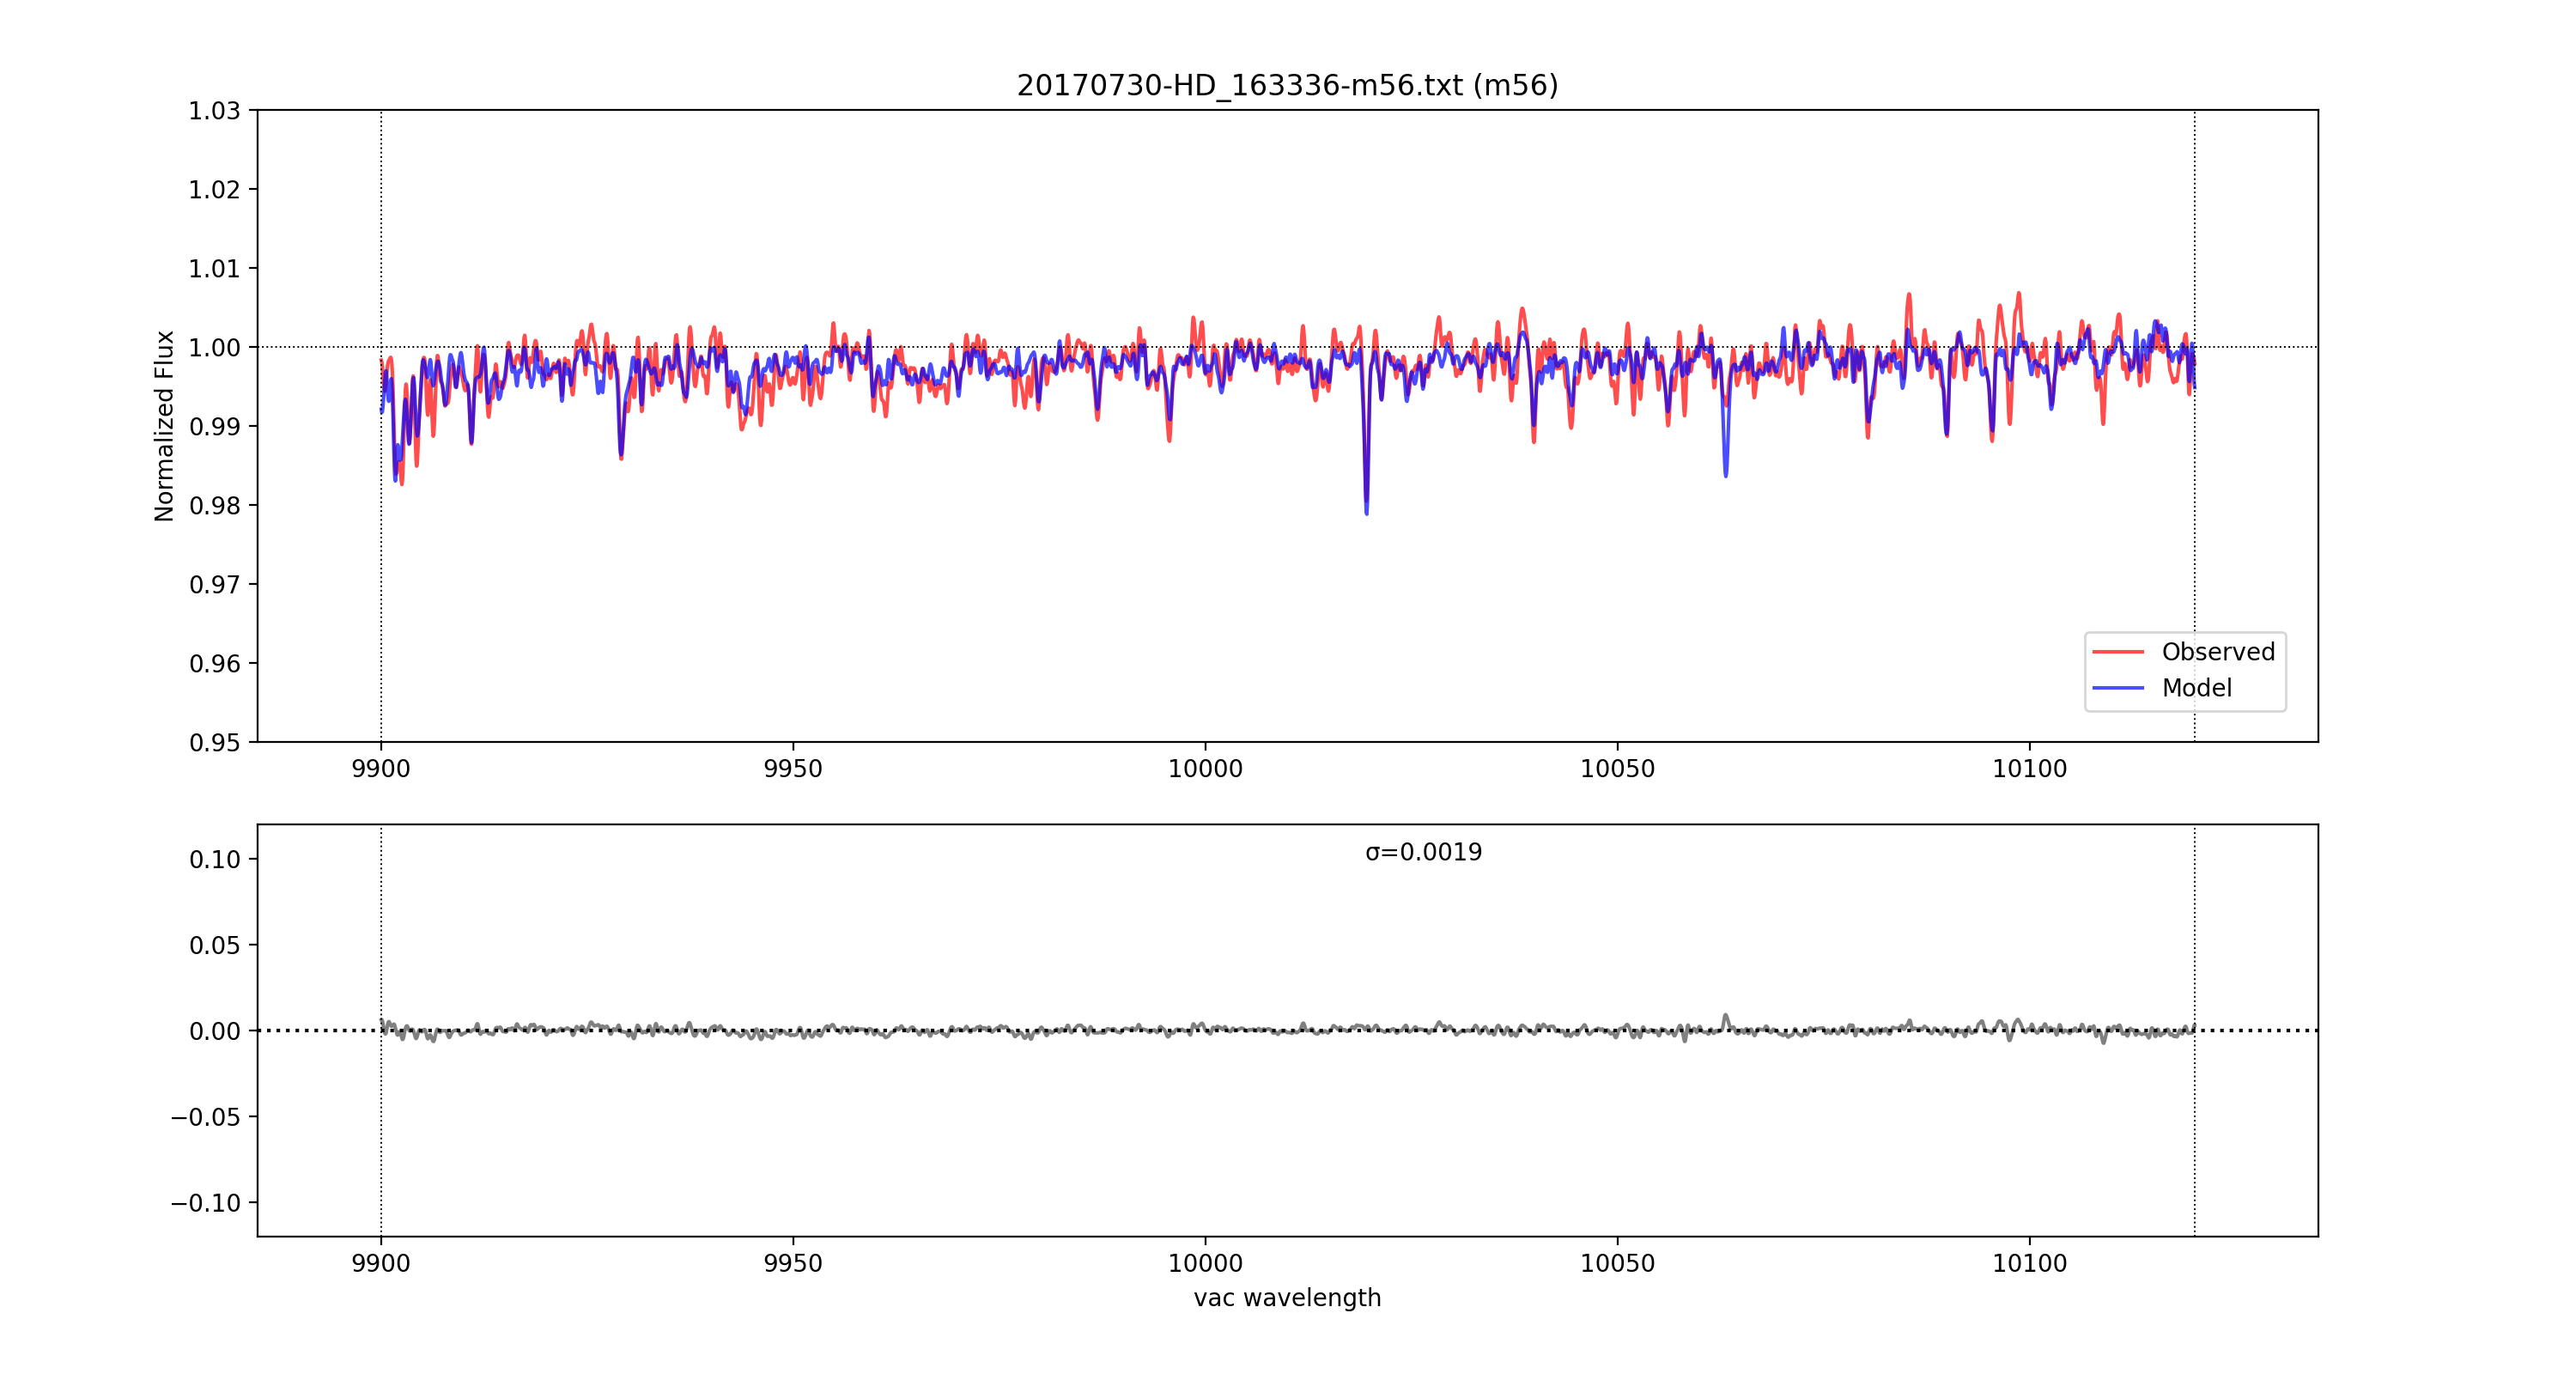 20170730-HD_163336-m56.txt (m56)
1.03
1.02
1.01
1.00
0.99
0.98
0.97
0.96
0.95
Normalized Flux
Observed
Model
9900 9950 10000 10050 10100
σ=0.0019
0.10
0.05
0.00
−0.05
−0.10
9900 9950 10000 10050 10100
vac wavelength